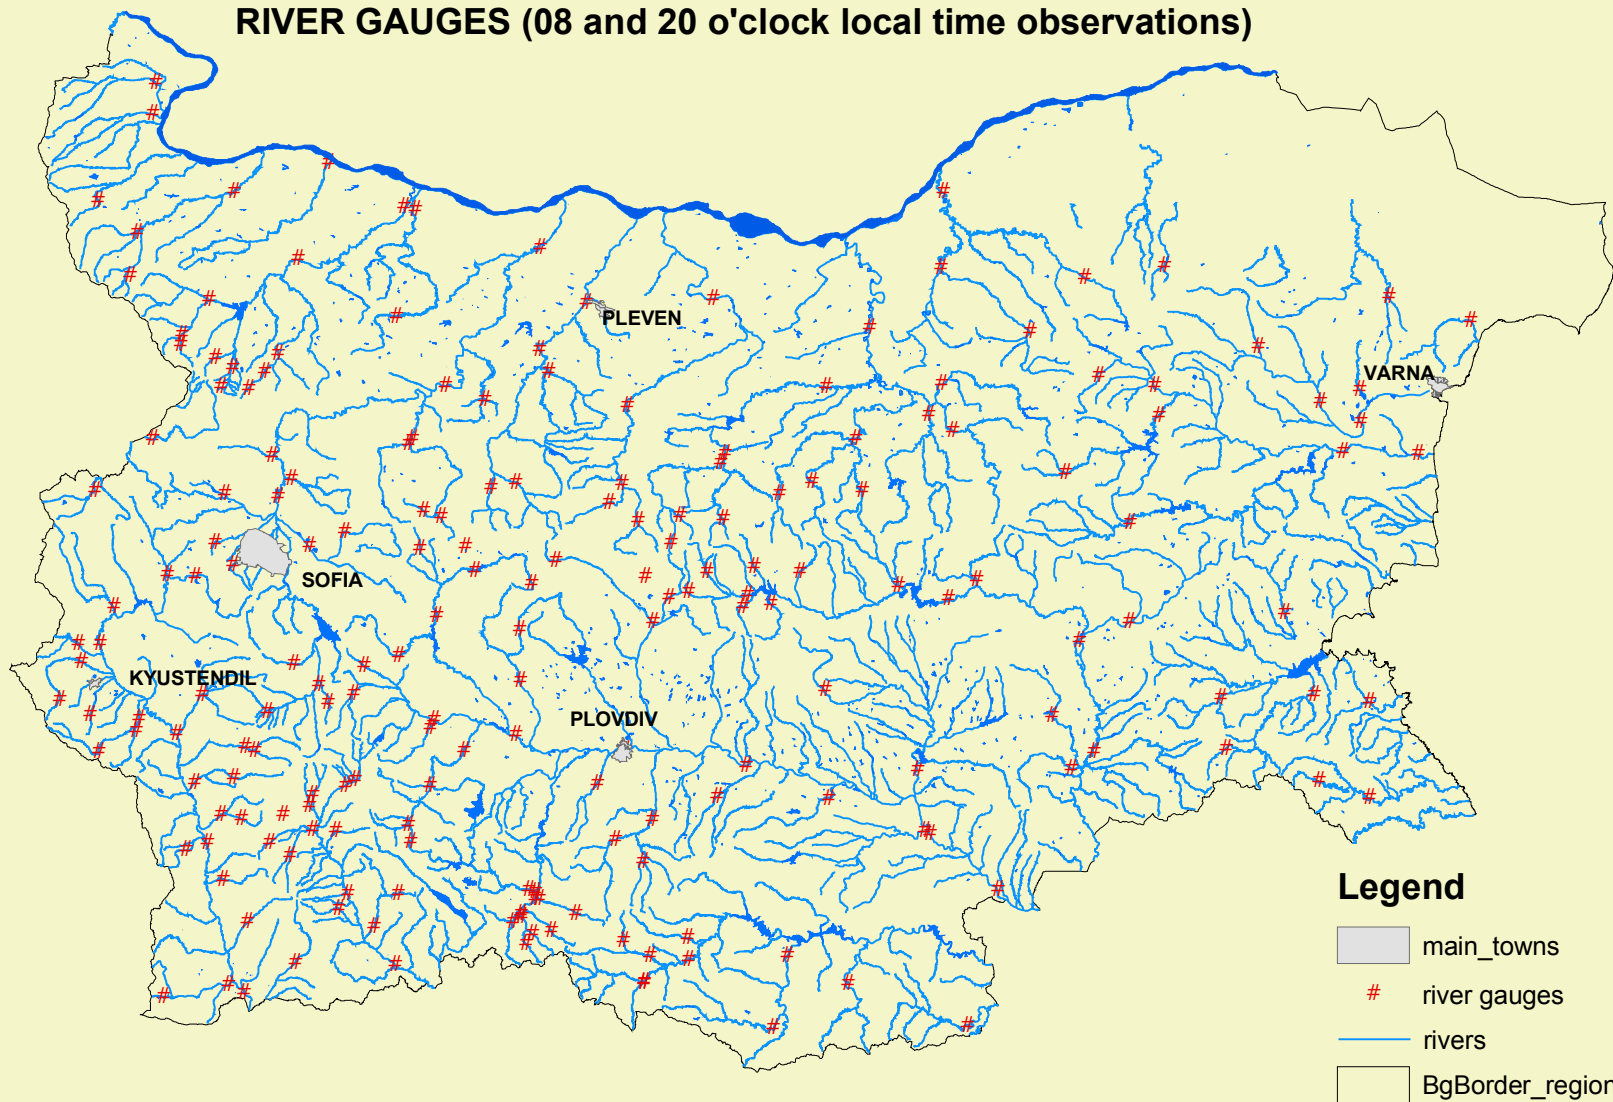 RIVER GAUGES (08 and 20 o'clock local time observations)
PLEVEN
VARNA
SOFIA
KYUSTENDIL
PLOVDIV
Legend
main_towns
# river gauges
rivers
BgBorder_region